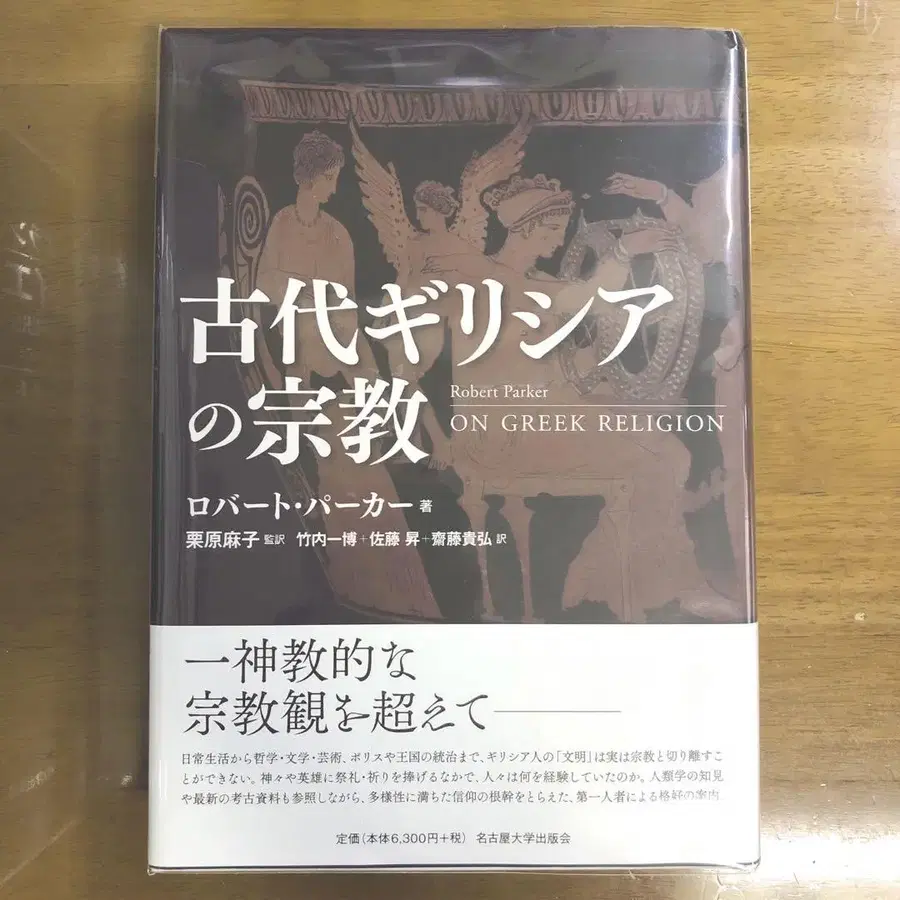 古代ギリシア
の宗教
Robert Parker
ON GREEK RELIGION
ロバート・パーカー 著
栗原麻子 監訳 竹内一博+佐藤 昇+齋藤貴弘 訳
一神教的な
宗教観を超えて――
日常生活から哲学・文学・芸術、ポリスや王国の統治まで、ギリシア人の「文明」は実は宗教と切り離すこ
とができない。神々や英雄に祭礼・祈りを捧げるなかで、人々は何を経験していたのか。人類学の知見
や最新の考古資料も参照しながら、多様性に満ちた信仰の根幹をとらえた、第一人者による格好の案内。
定価(本体6,300円+税) 名古屋大学出版会